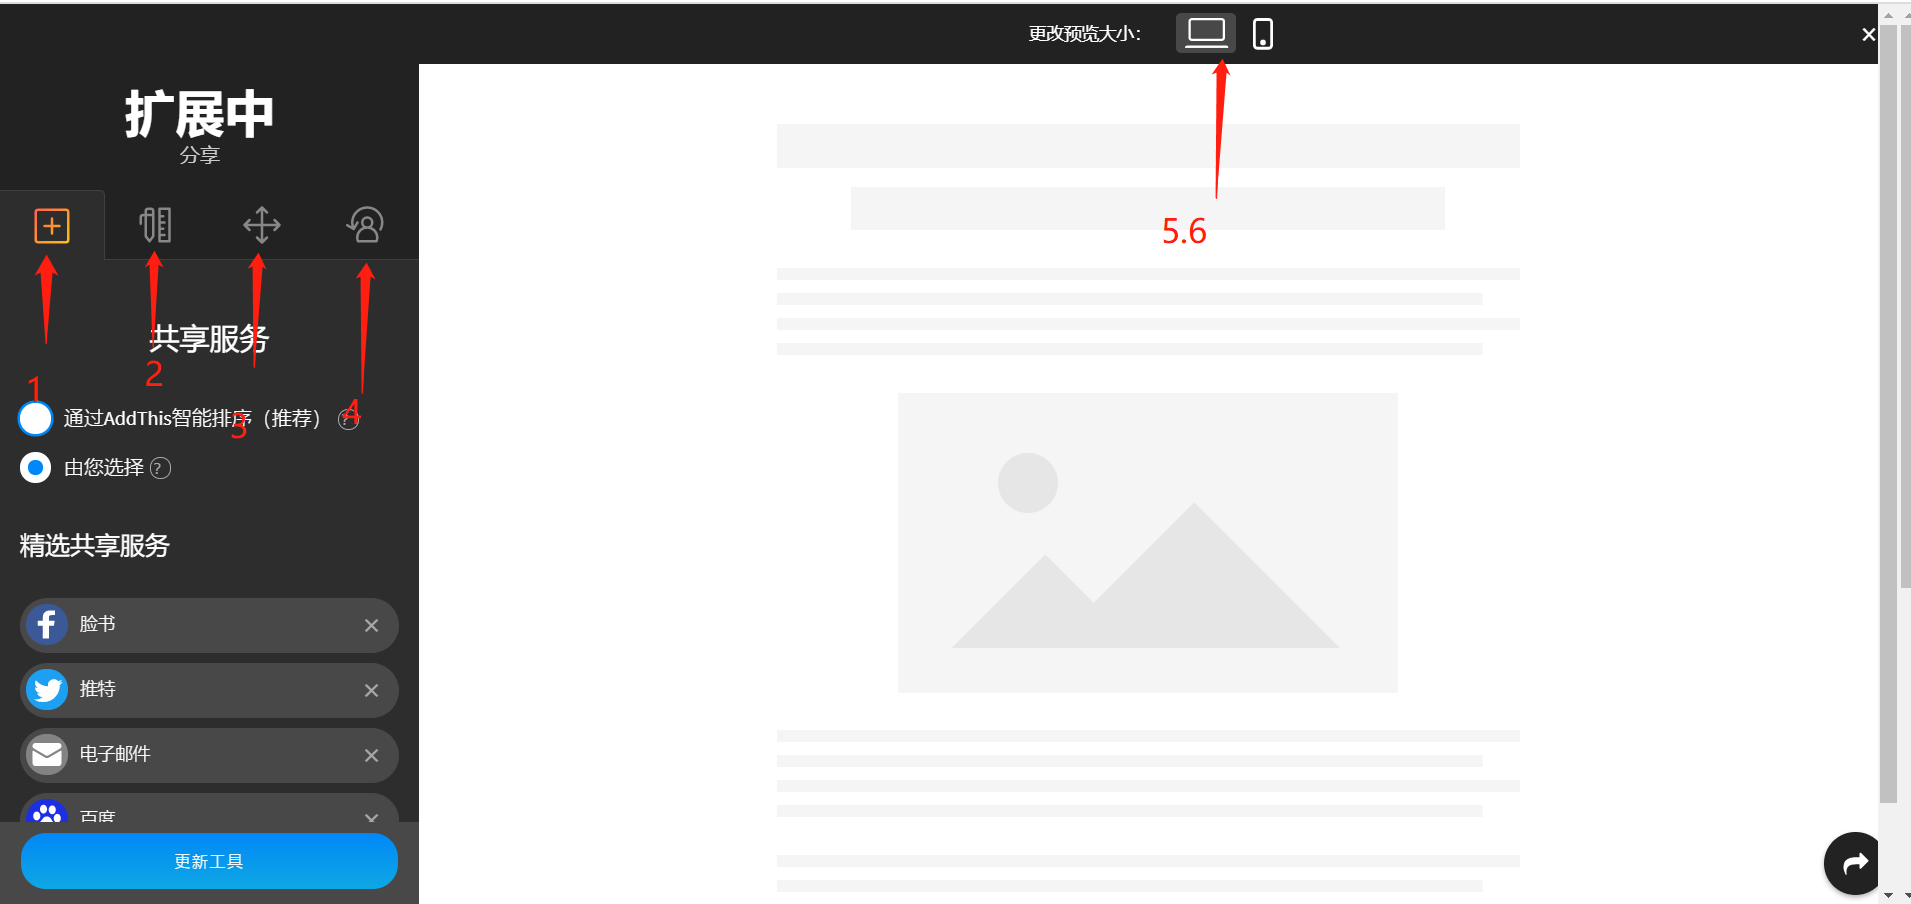 更改预览大小：
扩展中
分享
5.6
共享服务
1
2
3
4
通过AddThis智能排序（推荐） ?
由您选择 ?
精选共享服务
脸书
推特
电子邮件
百度
更新工具